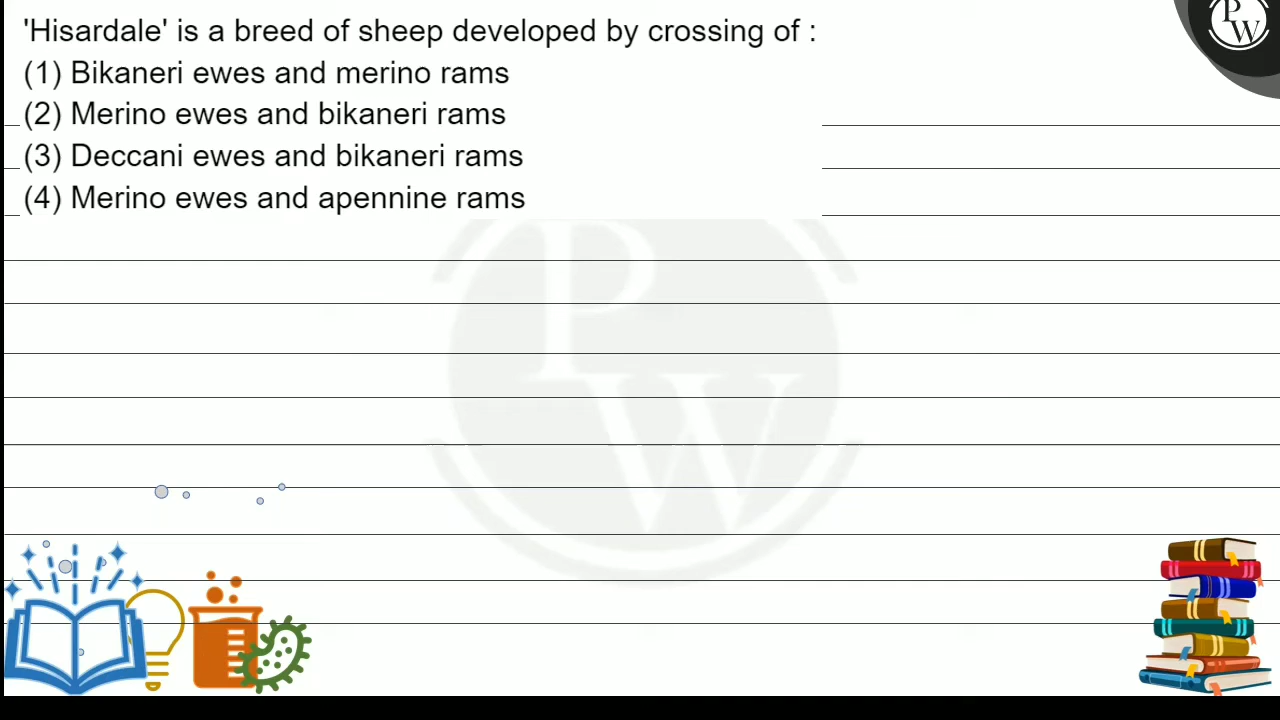 'Hisardale' is a breed of sheep developed by crossing of :
(1) Bikaneri ewes and merino rams
(2) Merino ewes and bikaneri rams
(3) Deccani ewes and bikaneri rams
(4) Merino ewes and apennine rams
P
W
P
W